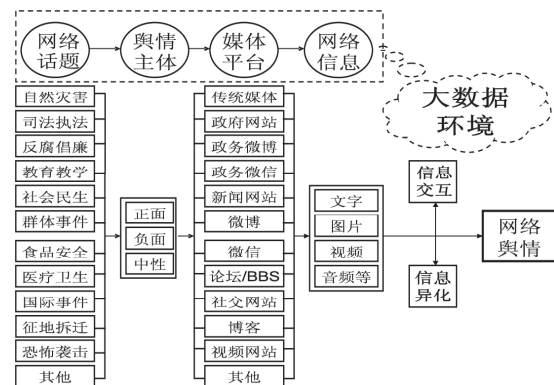 网络
话题
舆情
主体
媒体
平台
网络
信息
大数据
环境
自然灾害
司法执法
反腐倡廉
教育教学
社会民生
群体事件
食品安全
医疗卫生
国际事件
征地拆迁
恐怖袭击
其他
正面
负面
中性
传统媒体
政府网站
政务微博
政务微信
新闻网站
微博
微信
论坛/BBS
社交网站
博客
视频网站
其他
文字
图片
视频
音频等
信息
交互
信息
异化
网络
舆情